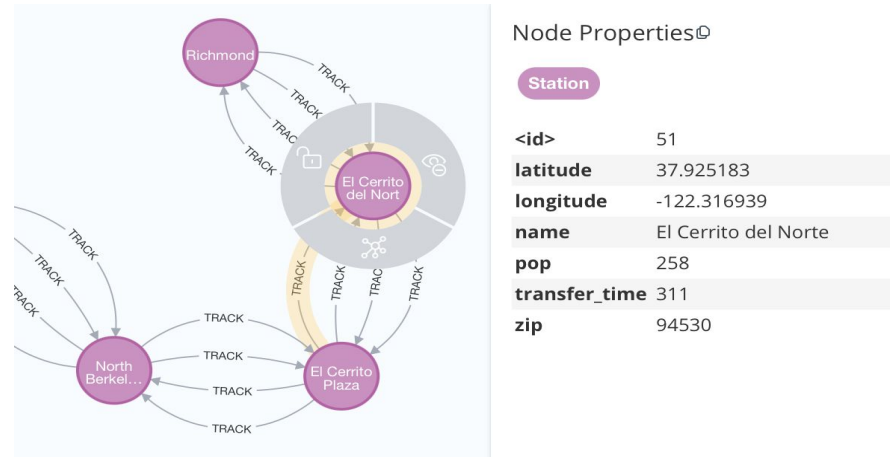 Richmond
TRACK
TRACK
TRACK
TRACK
El Cerrito
del Nort
TRACK
TRACK
TRACK
TRACK
TRACK
TRACK
TRACK
TRACK
TRACK
TRACK
TRACK
North
Berkel...
El Cerrito
Plaza
Node Properties
Station
<id> 51
latitude 37.925183
longitude -122.316939
name El Cerrito del Norte
pop 258
transfer_time 311
zip 94530